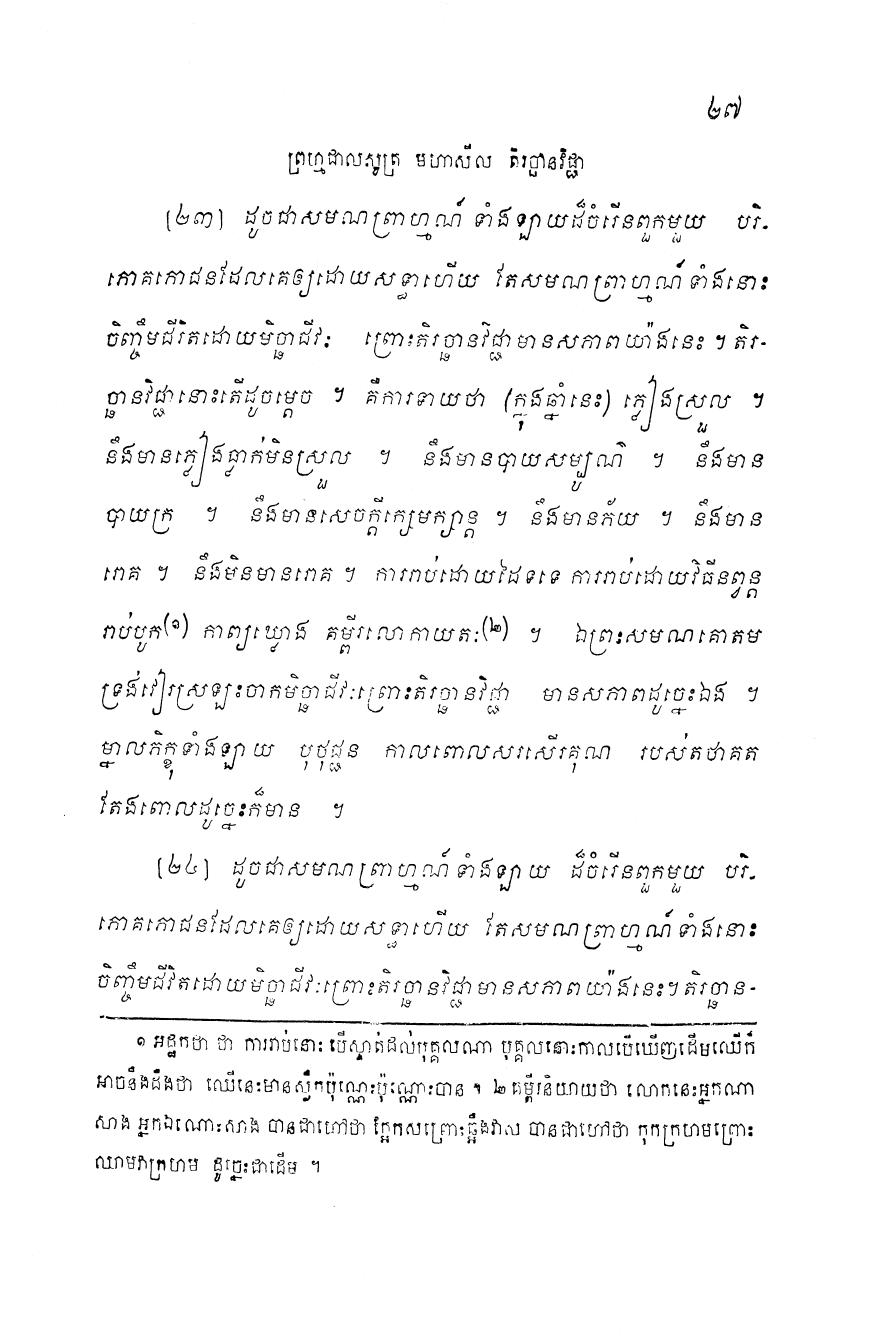 ២៧
ព្រហ្មជាលសូត្រ មហាសីល តិរច្ឆានវិជ្ជា
[២៣] ដូចជាសមណព្រាហ្មណ៍ ទាំងឡាយដ៏ចំរើនពួកមួយ បរិ-
ភោគភោជនដែលគេឲ្យដោយសទ្ធាហើយ តែសមណព្រាហ្មណ៍ទាំងនោះ
ចិញ្ចឹមជីវិតដោយមិច្ឆាជីវៈ ព្រោះតិរច្ឆានវិជ្ជាមានសភាពយ៉ាងនេះ ។ តិរ-
ច្ឆានវិជ្ជានោះតើដូចម្តេច ។ គឺការទាយថា (ក្នុងឆ្នាំនេះ) ភ្លៀងស្រួល ។
នឹងមានភ្លៀងធ្លាក់មិនស្រួល ។ នឹងមានបាយសម្បូណ៌ ។ នឹងមាន
បាយក្រ ។ នឹងមានសេចក្តីក្សេមក្សាន្ត ។ នឹងមានភ័យ ។ នឹងមាន
រោគ ។ នឹងមិនមានរោគ ។ ការរាប់ដោយដៃទទេ ការរាប់ដោយវិធីនព្វន្ត
រាប់បូក(១) កាព្យឃ្លោង គម្ពីរលោកាយតៈ(២) ។ ឯព្រះសមណគោតម
ទ្រង់វៀរស្រឡះចាកមិច្ឆាជីវៈព្រោះតិរច្ឆានវិជ្ជា មានសភាពដូច្នេះឯង ។
ម្នាលភិក្ខុទាំងឡាយ បុថុជ្ជន កាលពោលសរសើរគុណ របស់តថាគត
តែងពោលដូច្នេះក៏មាន ។
[២៤] ដូចជាសមណព្រាហ្មណ៍ទាំងឡាយ ដ៏ចំរើនពួកមួយ បរិ-
ភោគភោជនដែលគេឲ្យដោយសទ្ធាហើយ តែសមណព្រាហ្មណ៍ទាំងនោះ
ចិញ្ចឹមជីវិតដោយមិច្ឆាជីវៈព្រោះតិរច្ឆានវិជ្ជាមានសភាពយ៉ាងនេះ។ តិរច្ឆាន-
១ អដ្ឋកថា ថា ការរាប់នោះ បើស្ទាត់ដល់បុគ្គលណា បុគ្គលនោះកាលបើឃើញដើមឈើក៏
អាចនឹងដឹងថា ឈើនេះមានស្លឹកប៉ុណ្ណេះប៉ុណ្ណោះបាន ។ ២ គម្ពីរនិយាយថា លោកនេះអ្នកណា
សាង អ្នកឯណោះសាង បានជាហៅថា ក្អែកសព្រោះឆ្អឹងវាស បានជាហៅថា កុកក្រហមព្រោះ
ឈាមវាក្រហម ដូច្នេះជាដើម ។